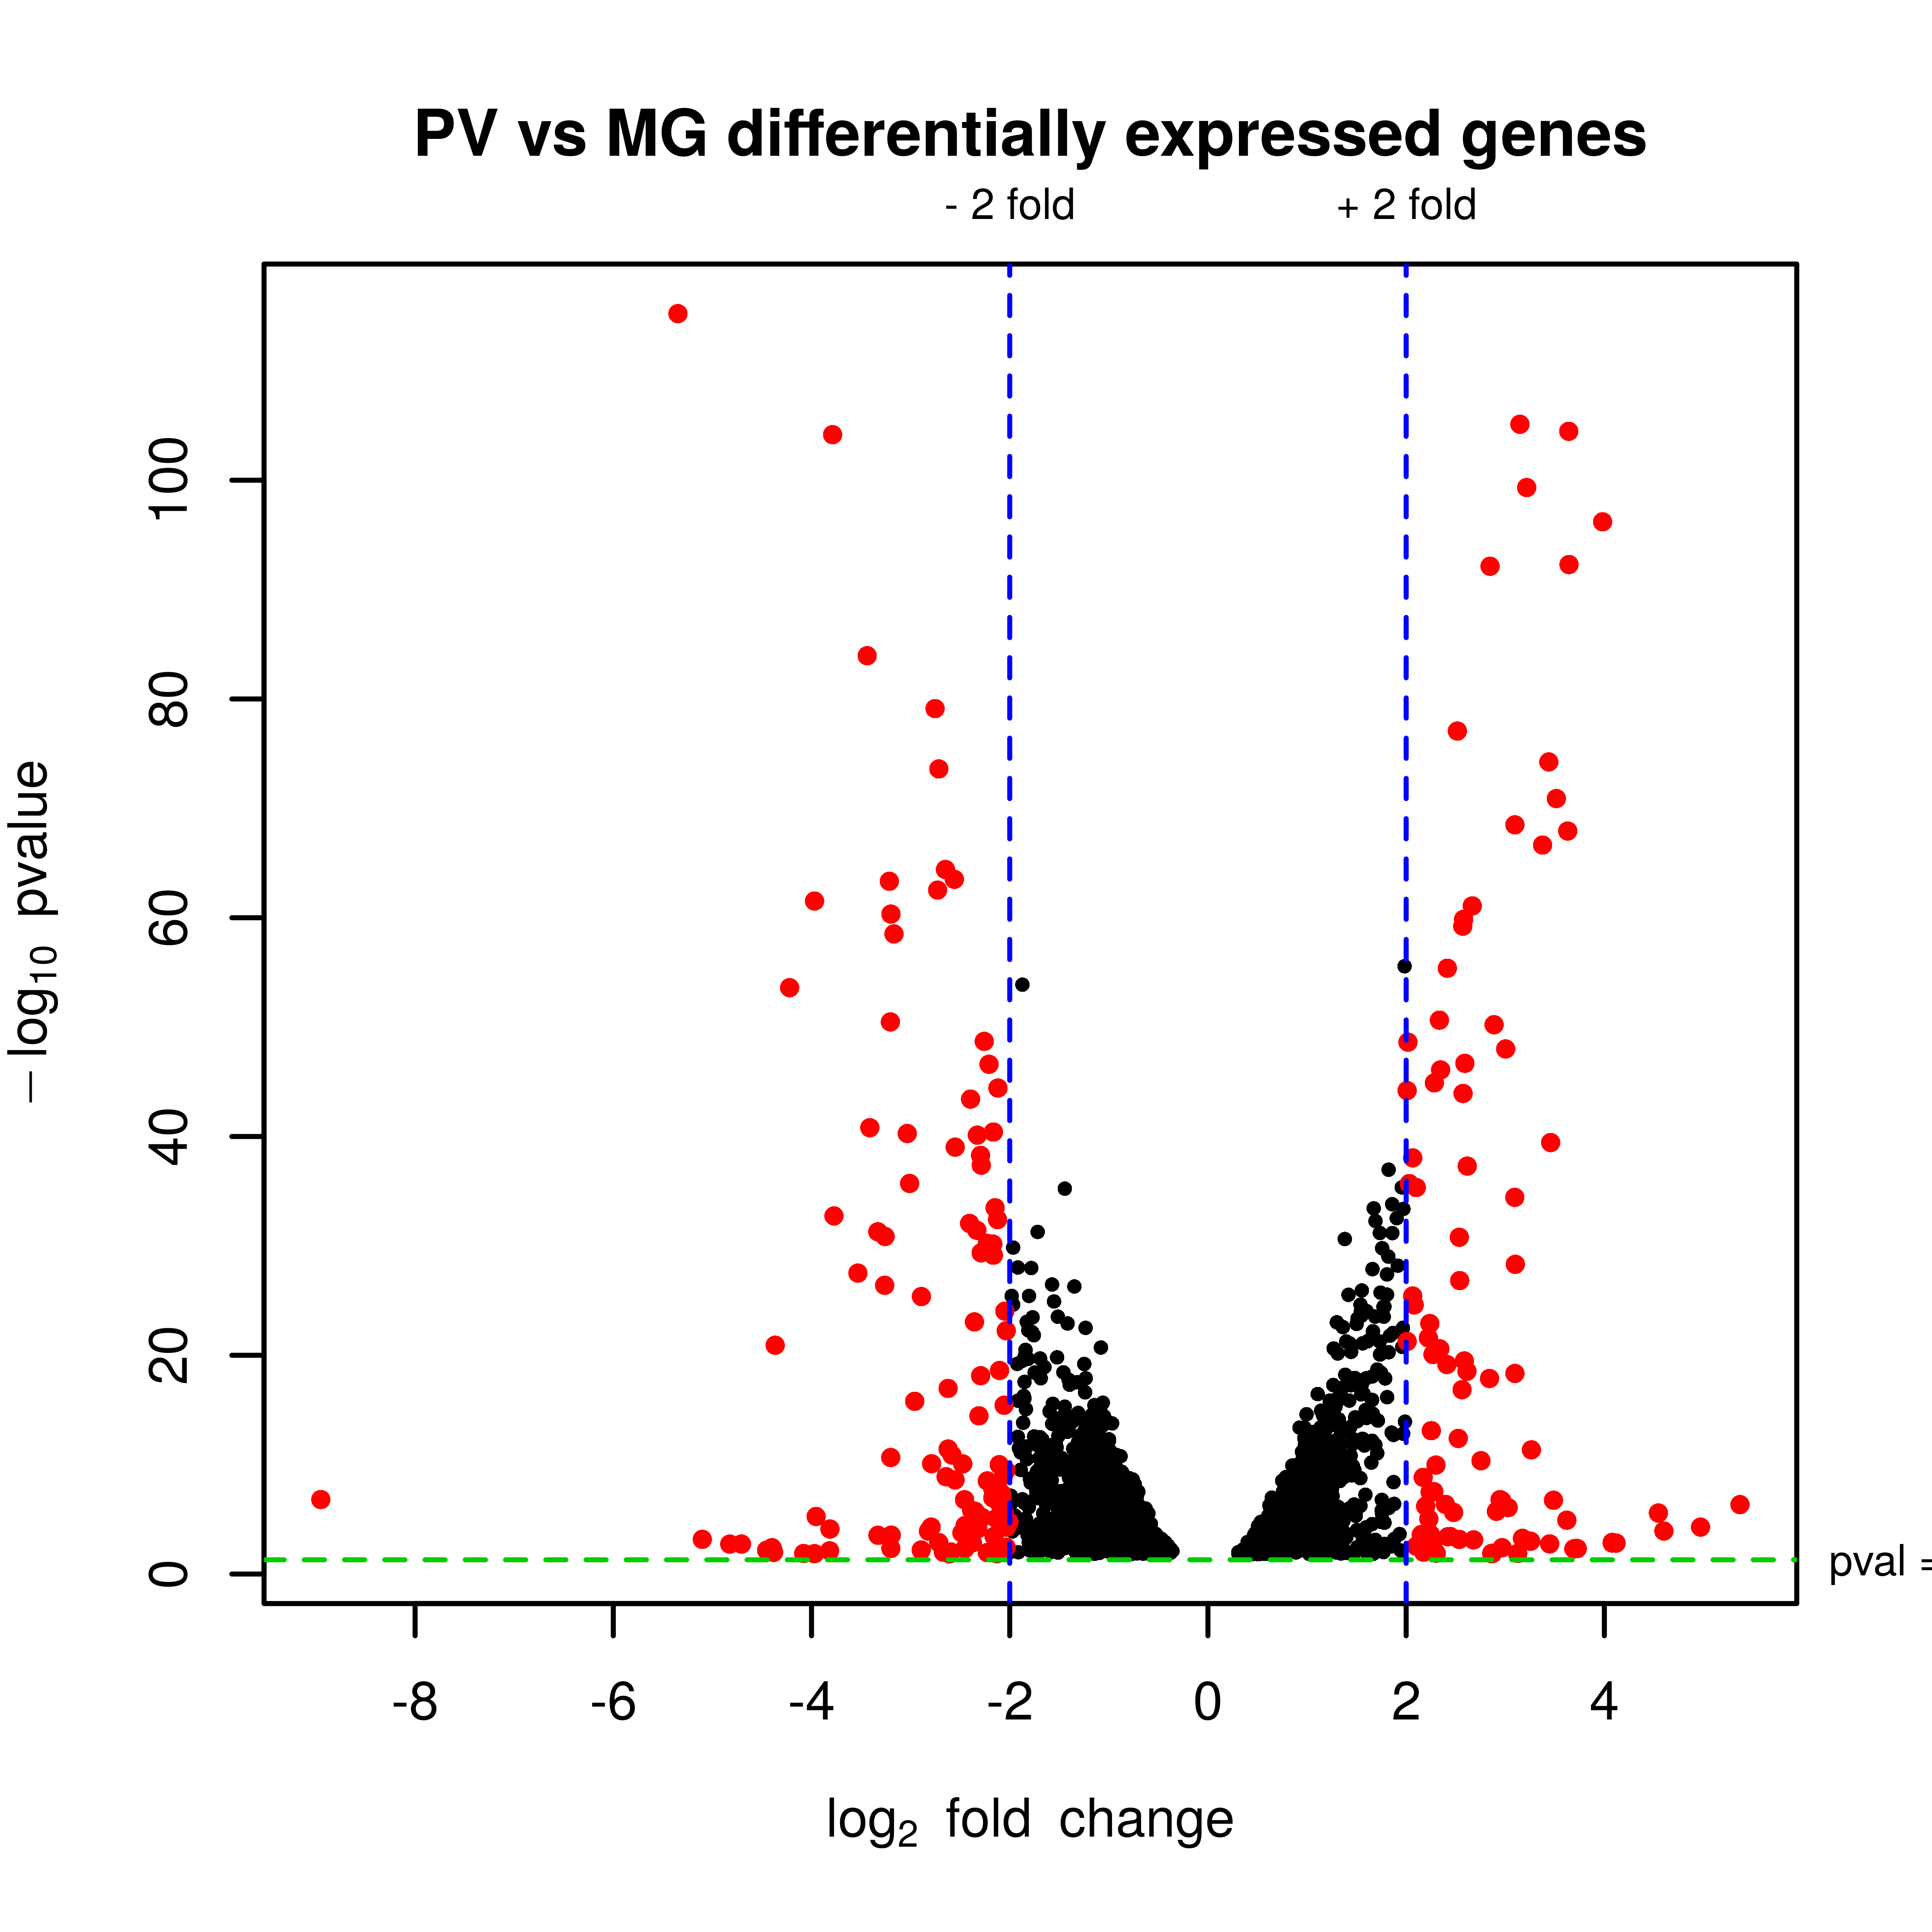 PV vs MG differentially expressed genes
- 2 fold
+ 2 fold
100
80
60
40
20
0
−log10 pvalue
pval =
-8
-6
-4
-2
0
2
4
log2 fold change